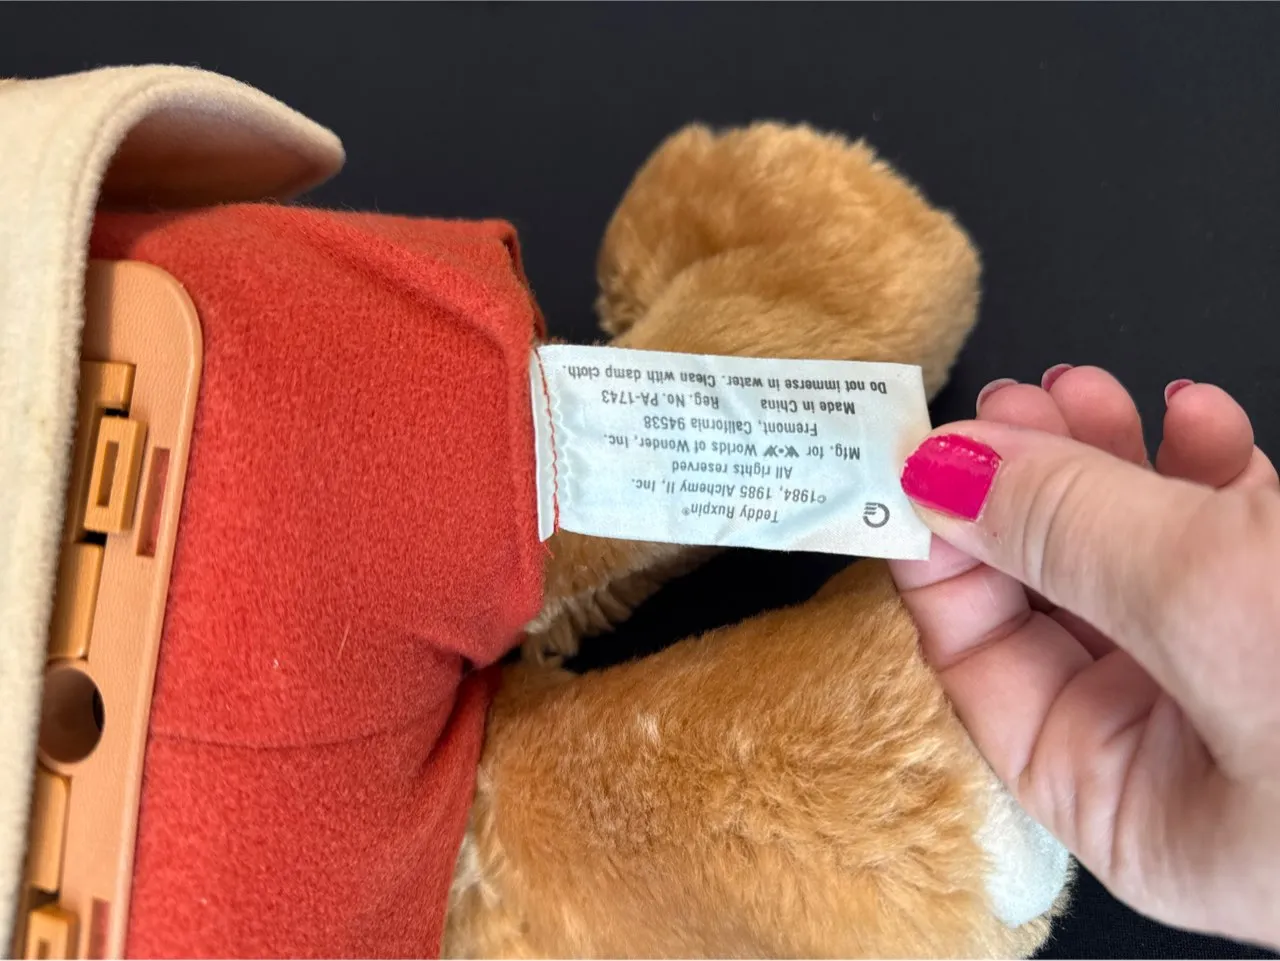 Teddy Ruxpin®
©1984, 1985 Alchemy II, Inc.
All rights reserved
Mfg. for WOW Worlds of Wonder, Inc.
Fremont, California 94538
Made in China Reg. No. PA-1743
Do not immerse in water. Clean with damp cloth.